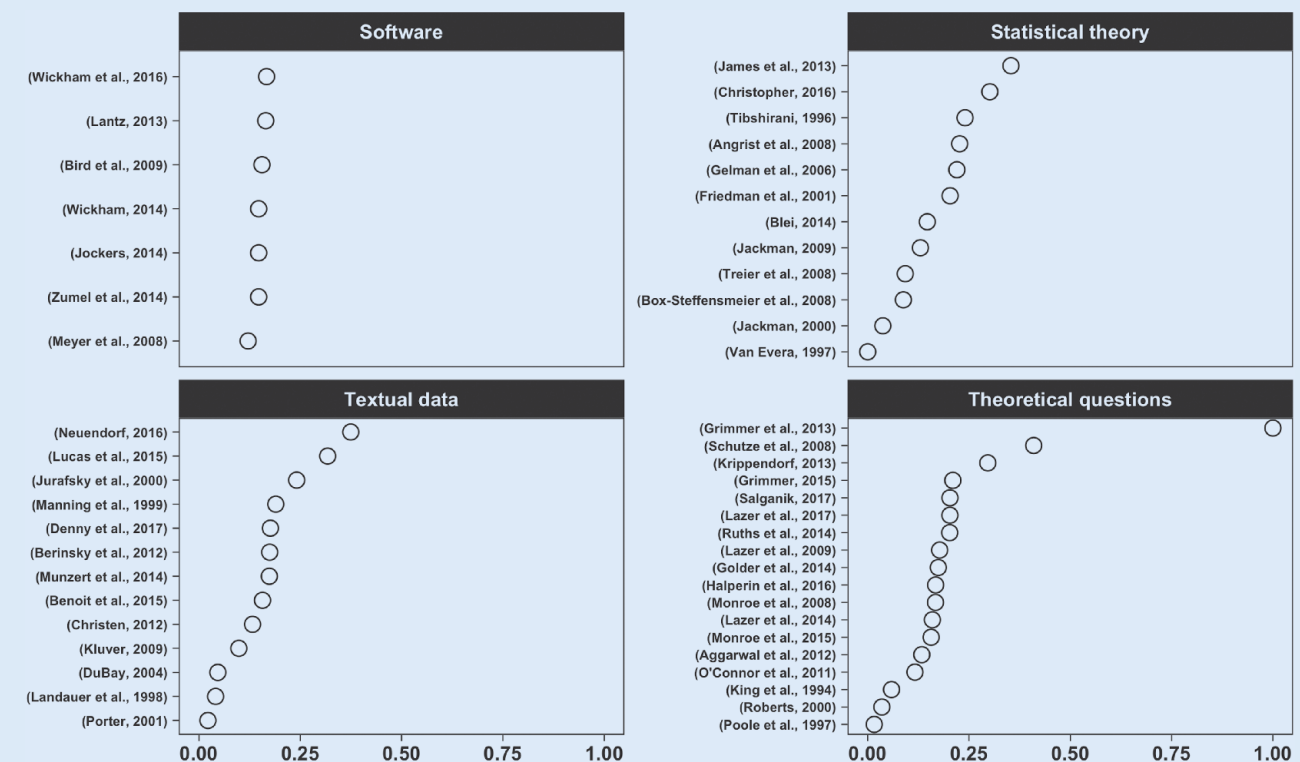 Software
(Wickham et al., 2016)
(Lantz, 2013)
(Bird et al., 2009)
(Wickham, 2014)
(Jockers, 2014)
(Zumel et al., 2014)
(Meyer et al., 2008)
Statistical theory
(James et al., 2013)
(Christopher, 2016)
(Tibshirani, 1996)
(Angrist et al., 2008)
(Gelman et al., 2006)
(Friedman et al., 2001)
(Blei, 2014)
(Jackman, 2009)
(Treier et al., 2008)
(Box-Steffensmeier et al., 2008)
(Jackman, 2000)
(Van Evera, 1997)
Textual data
(Neuendorf, 2016)
(Lucas et al., 2015)
(Jurafsky et al., 2000)
(Manning et al., 1999)
(Denny et al., 2017)
(Berinsky et al., 2012)
(Munzert et al., 2014)
(Benoit et al., 2015)
(Christen, 2012)
(Kluver, 2009)
(DuBay, 2004)
(Landauer et al., 1998)
(Porter, 2001)
0.00 0.25 0.50 0.75 1.00
Theoretical questions
(Grimmer et al., 2013)
(Schutze et al., 2008)
(Krippendorf, 2013)
(Grimmer, 2015)
(Salganik, 2017)
(Lazer et al., 2017)
(Ruths et al., 2014)
(Lazer et al., 2009)
(Golder et al., 2014)
(Halperin et al., 2016)
(Monroe et al., 2008)
(Lazer et al., 2014)
(Monroe et al., 2015)
(Aggarwal et al., 2012)
(O'Connor et al., 2011)
(King et al., 1994)
(Roberts, 2000)
(Poole et al., 1997)
0.00 0.25 0.50 0.75 1.00